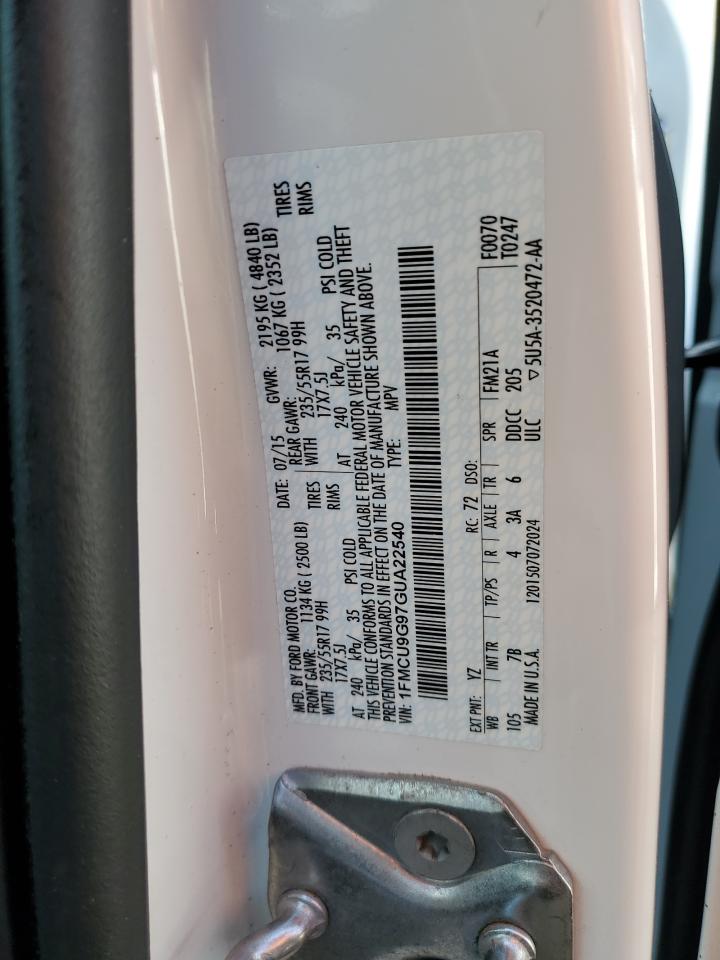 MFD. BY FORD MOTOR CO. DATE: 07/15 GVWR: 2195 KG ( 4840 LB)
FRONT GAWR: 1134 KG ( 2500 LB) REAR GAWR: 1067 KG ( 2352 LB)
WITH 235/55R17 99H TIRES WITH 235/55R17 99H TIRES
17X7.5J RIMS 17X7.5J RIMS
AT 240 kPa/ 35 PSI COLD AT 240 kPa/ 35 PSI COLD
THIS VEHICLE CONFORMS TO ALL APPLICABLE FEDERAL MOTOR VEHICLE SAFETY AND THEFT
PREVENTION STANDARDS IN EFFECT ON THE DATE OF MANUFACTURE SHOWN ABOVE.
VIN: 1FMCU9G97GUA22540 TYPE: MPV
EXT PNT: YZ RC: 72 DSO: F0070
WB INT TR TP/PS R AXLE TR SPR FM21A T0247
105 7B 4 3A 6 DDCC 205
MADE IN U.S.A. 1201507072024 ULC ▽5U5A-3520472-AA